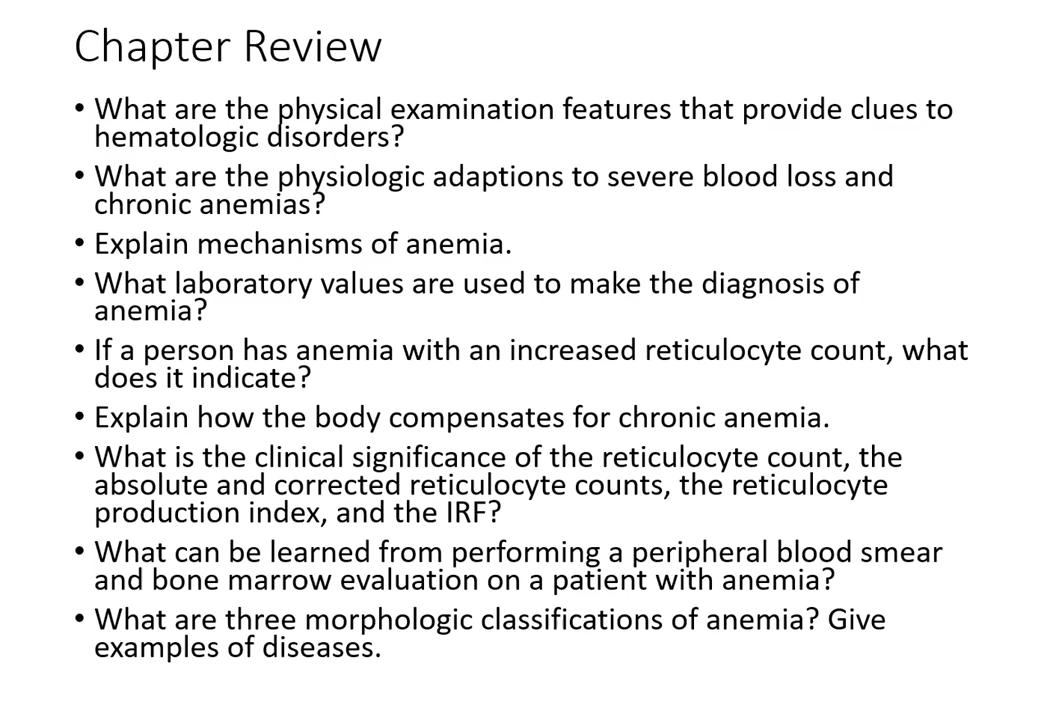 Chapter Review
• What are the physical examination features that provide clues to
hematologic disorders?
• What are the physiologic adaptions to severe blood loss and
chronic anemias?
• Explain mechanisms of anemia.
• What laboratory values are used to make the diagnosis of
anemia?
• If a person has anemia with an increased reticulocyte count, what
does it indicate?
• Explain how the body compensates for chronic anemia.
• What is the clinical significance of the reticulocyte count, the
absolute and corrected reticulocyte counts, the reticulocyte
production index, and the IRF?
• What can be learned from performing a peripheral blood smear
and bone marrow evaluation on a patient with anemia?
• What are three morphologic classifications of anemia? Give
examples of diseases.